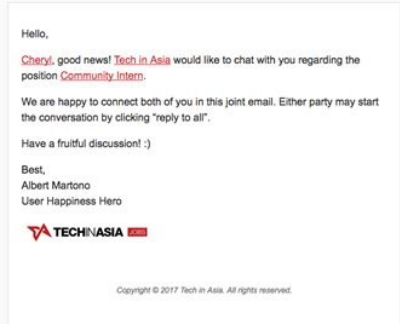 Hello,
Cheryl, good news! Tech in Asia would like to chat with you regarding the
position Community Intern.
We are happy to connect both of you in this joint email. Either party may start
the conversation by clicking “reply to all”.
Have a fruitful discussion! :)
Best,
Albert Martono
User Happiness Hero
TECHINASIA JOBS
Copyright © 2017 Tech in Asia. All rights reserved.